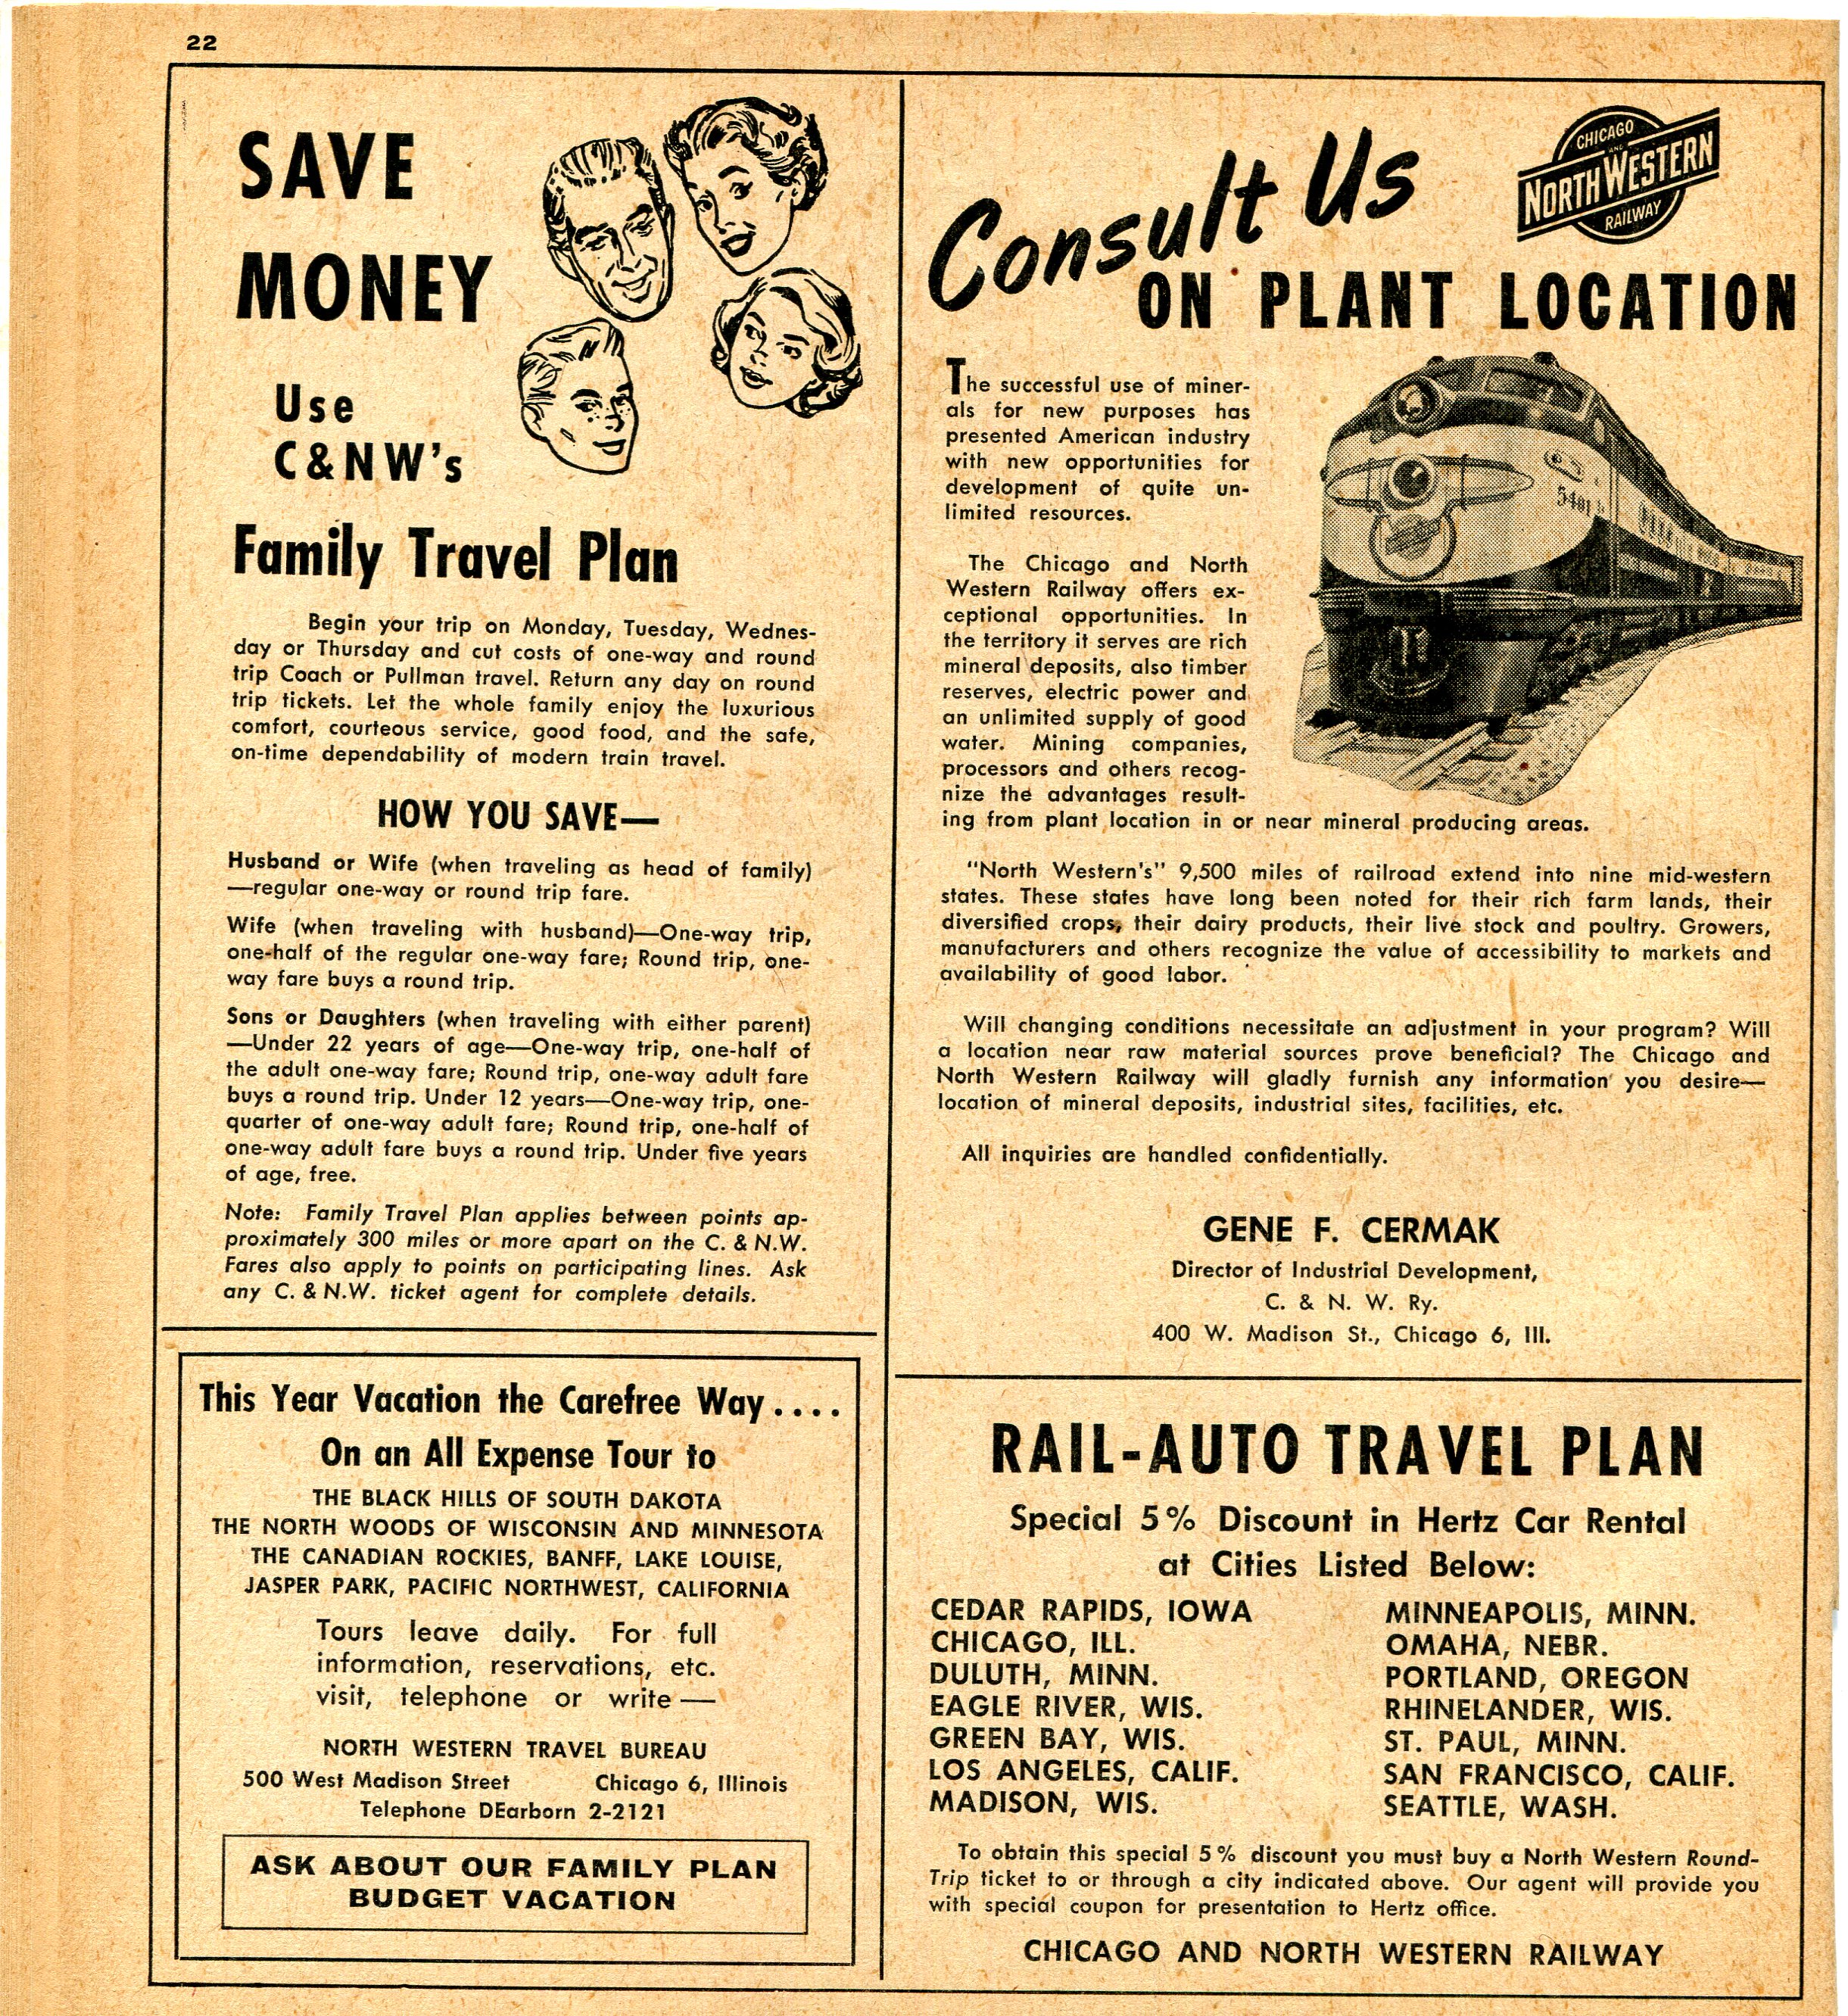 22
SAVE
MONEY
Use
C&NW's
Family Travel Plan
Begin your trip on Monday, Tuesday, Wednes-
day or Thursday and cut costs of one-way and round
trip Coach or Pullman travel. Return any day on round
trip tickets. Let the whole family enjoy the luxurious
comfort, courteous service, good food, and the safe,
on-time dependability of modern train travel.
HOW YOU SAVE—
Husband or Wife (when traveling as head of family)
—regular one-way or round trip fare.
Wife (when traveling with husband)—One-way trip,
one-half of the regular one-way fare; Round trip, one-
way fare buys a round trip.
Sons or Daughters (when traveling with either parent)
—Under 22 years of age—One-way trip, one-half of
the adult one-way fare; Round trip, one-way adult fare
buys a round trip. Under 12 years—One-way trip, one-
quarter of one-way adult fare; Round trip, one-half of
one-way adult fare buys a round trip. Under five years
of age, free.
Note: Family Travel Plan applies between points ap-
proximately 300 miles or more apart on the C. & N.W.
Fares also apply to points on participating lines. Ask
any C. & N.W. ticket agent for complete details.
This Year Vacation the Carefree Way....
On an All Expense Tour to
THE BLACK HILLS OF SOUTH DAKOTA
THE NORTH WOODS OF WISCONSIN AND MINNESOTA
THE CANADIAN ROCKIES, BANFF, LAKE LOUISE,
JASPER PARK, PACIFIC NORTHWEST, CALIFORNIA
Tours leave daily. For full
information, reservations, etc.
visit, telephone or write—
NORTH WESTERN TRAVEL BUREAU
500 West Madison Street Chicago 6, Illinois
Telephone DEarborn 2-2121
ASK ABOUT OUR FAMILY PLAN
BUDGET VACATION
CHICAGO
AND
NORTH WESTERN
RAILWAY
Consult Us
ON PLANT LOCATION
The successful use of miner-
als for new purposes has
presented American industry
with new opportunities for
development of quite un-
limited resources.
5401
The Chicago and North
Western Railway offers ex-
ceptional opportunities. In
the territory it serves are rich
mineral deposits, also timber
reserves, electric power and
an unlimited supply of good
water. Mining companies,
processors and others recog-
nize the advantages result-
ing from plant location in or near mineral producing areas.
"North Western's" 9,500 miles of railroad extend into nine mid-western
states. These states have long been noted for their rich farm lands, their
diversified crops, their dairy products, their live stock and poultry. Growers,
manufacturers and others recognize the value of accessibility to markets and
availability of good labor.
Will changing conditions necessitate an adjustment in your program? Will
a location near raw material sources prove beneficial? The Chicago and
North Western Railway will gladly furnish any information you desire—
location of mineral deposits, industrial sites, facilities, etc.
All inquiries are handled confidentially.
GENE F. CERMAK
Director of Industrial Development,
C. & N. W. Ry.
400 W. Madison St., Chicago 6, Ill.
RAIL-AUTO TRAVEL PLAN
Special 5% Discount in Hertz Car Rental
at Cities Listed Below:
CEDAR RAPIDS, IOWA
CHICAGO, ILL.
DULUTH, MINN.
EAGLE RIVER, WIS.
GREEN BAY, WIS.
LOS ANGELES, CALIF.
MADISON, WIS.
MINNEAPOLIS, MINN.
OMAHA, NEBR.
PORTLAND, OREGON
RHINELANDER, WIS.
ST. PAUL, MINN.
SAN FRANCISCO, CALIF.
SEATTLE, WASH.
To obtain this special 5% discount you must buy a North Western Round-
Trip ticket to or through a city indicated above. Our agent will provide you
with special coupon for presentation to Hertz office.
CHICAGO AND NORTH WESTERN RAILWAY